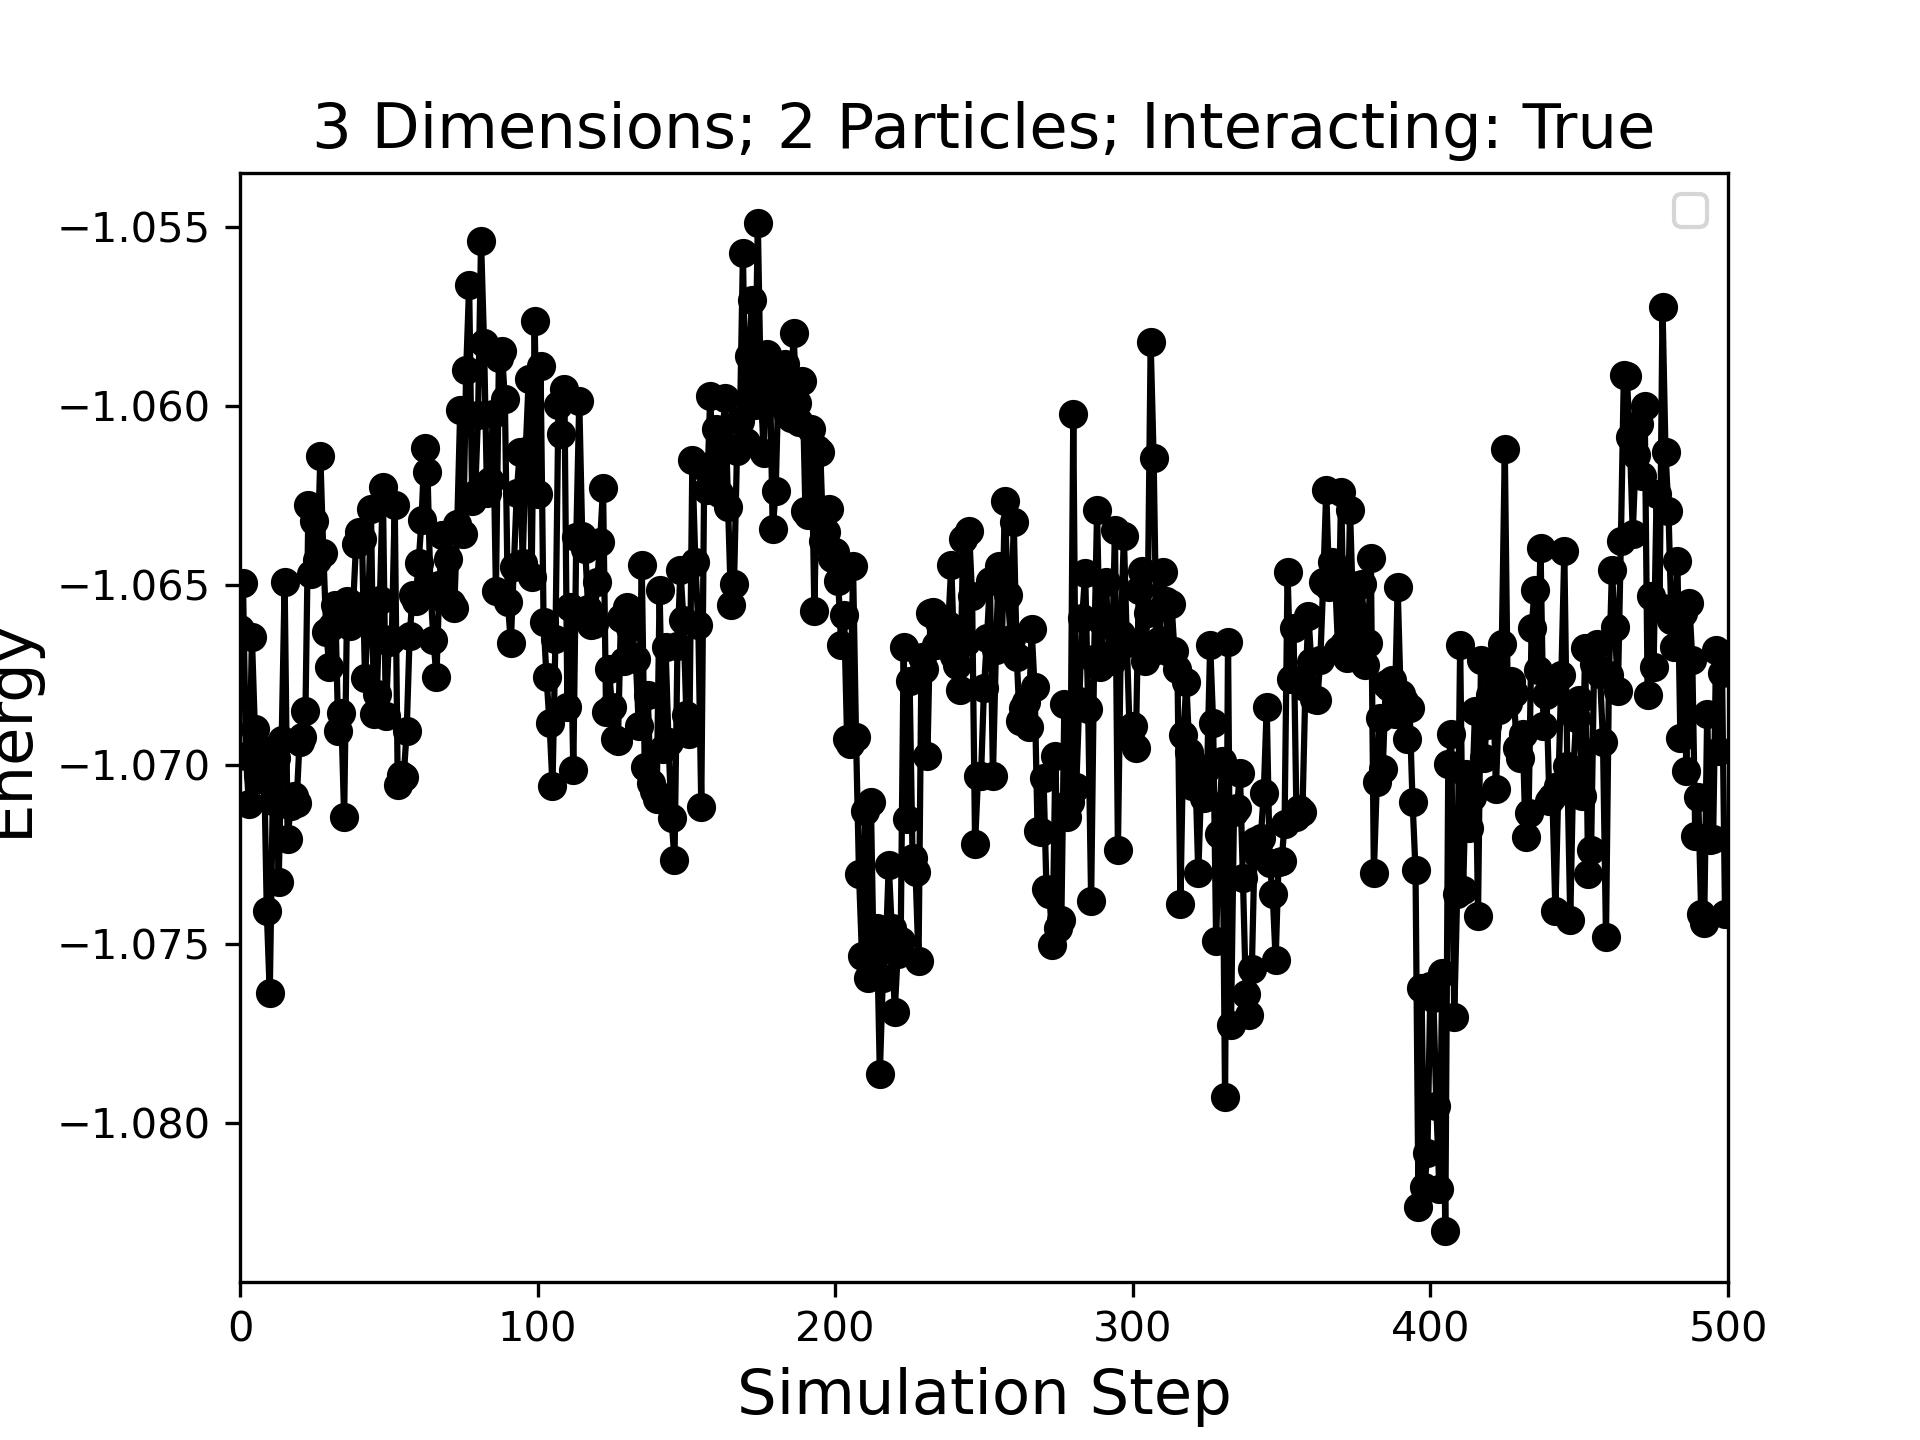 3 Dimensions; 2 Particles; Interacting: True
−1.055
−1.060
−1.065
−1.070
−1.075
−1.080
Energy
0 100 200 300 400 500
Simulation Step